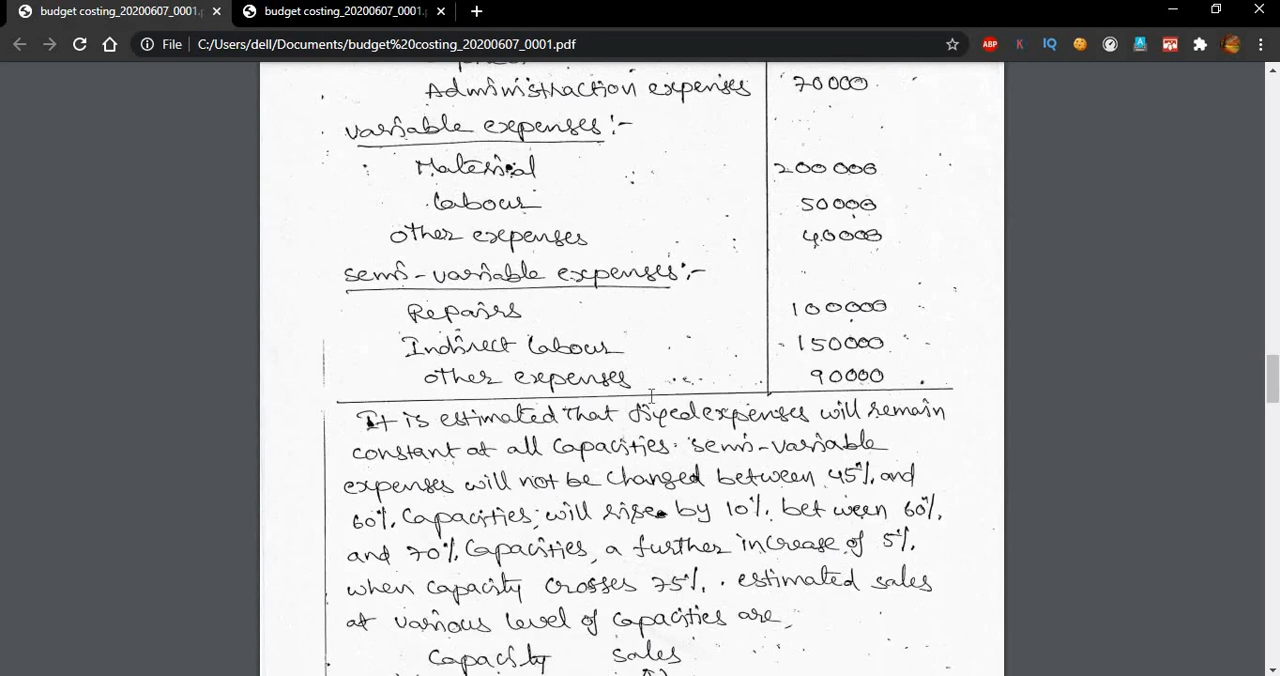 budget costing_20200607_0001.p
budget costing_20200607_0001.p
File C:/Users/dell/Documents/budget%20costing_20200607_0001.pdf
ABP K IQ
Administraction expenses 70000
variable expenses :-
Material 200000
Labour 50000
other expenses 40000
semi-variable expenses :-
Repairs 100000
Indirect labour 150000
other expenses 90000
It is estimated that fixed expenses will remain
constant at all capacities. semi-variable
expenses will not be changed between 45% and
60% capacities, will rise by 10% between 60%
and 70% capacities, a further increase of 5%
when capacity crosses 75%. estimated sales
at various level of capacities are,
Capacity sales